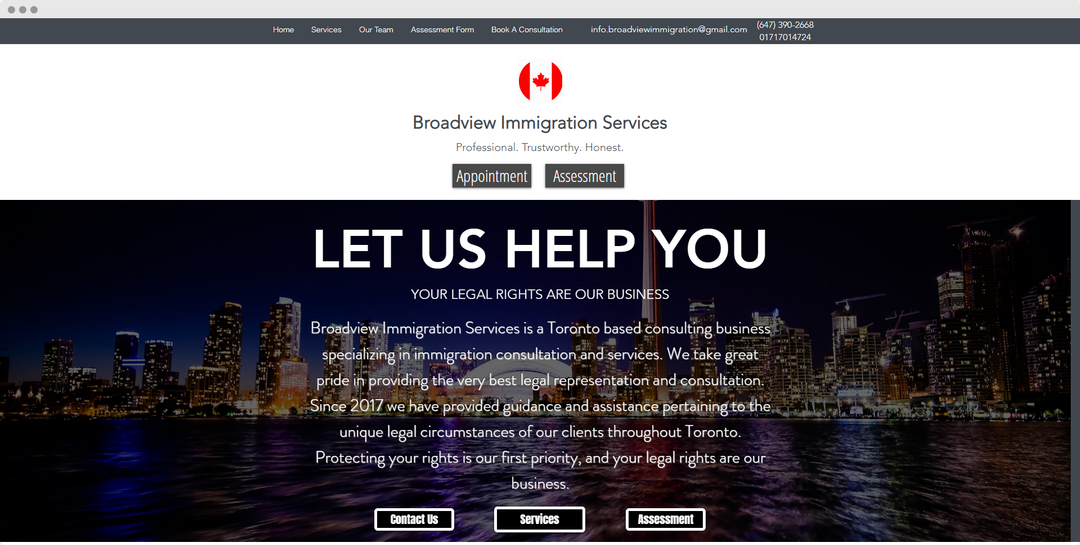 Home Services Our Team Assessment Form Book A Consultation info.broadviewimmigration@gmail.com (647) 390-2668
01717014724
Broadview Immigration Services
Professional. Trustworthy. Honest.
Appointment Assessment
LET US HELP YOU
YOUR LEGAL RIGHTS ARE OUR BUSINESS
Broadview Immigration Services is a Toronto based consulting business
specializing in immigration consultation and services. We take great
pride in providing the very best legal representation and consultation.
Since 2017 we have provided guidance and assistance pertaining to the
unique legal circumstances of our clients throughout Toronto.
Protecting your rights is our first priority, and your legal rights are our
business.
Contact Us Services Assessment